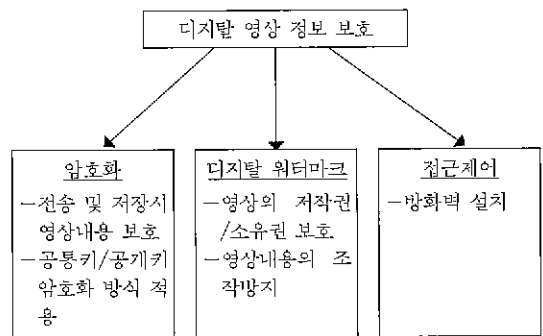 디지탈 영상 정보 보호
암호화
-전송 및 저장시
영상내용 보호
-공통키/공개키
암호화 방식 적
용
디지탈 워터마크
-영상의 저작권
/소유권 보호
-영상내용의 조
작방지
접근제어
-방화벽 설치